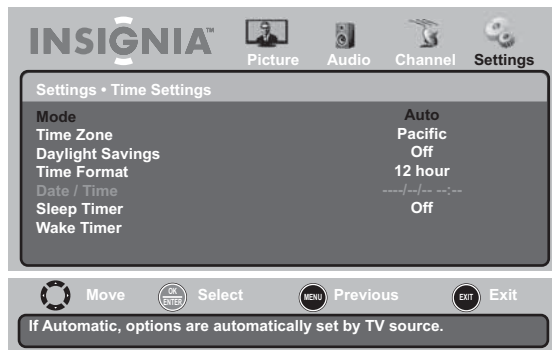 INSIGNIA™
Picture Audio Channel Settings
Settings • Time Settings
Mode Auto
Time Zone Pacific
Daylight Savings Off
Time Format 12 hour
Date / Time ----/--/-- --:--
Sleep Timer Off
Wake Timer
Move OK ENTER Select MENU Previous EXIT Exit
If Automatic, options are automatically set by TV source.